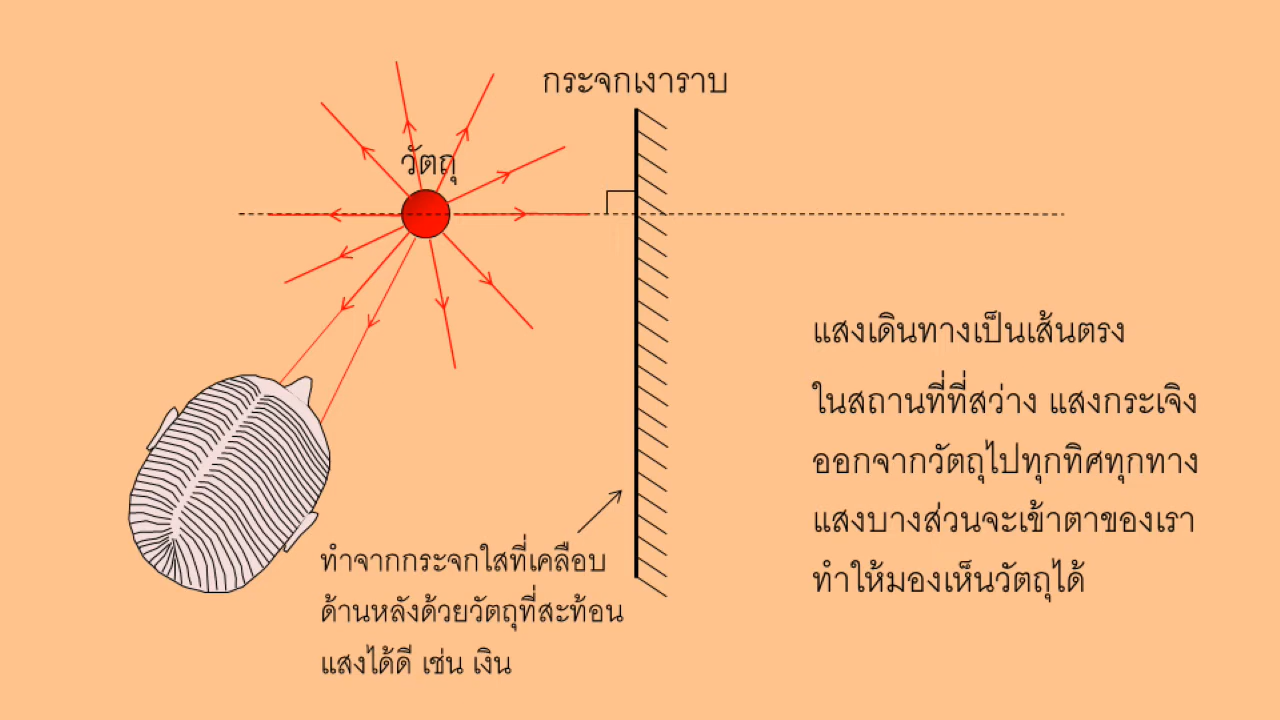 กระจกเงาราบ
วัตถุ
แสงเดินทางเป็นเส้นตรง
ในสถานที่ที่สว่าง แสงกระเจิง
ออกจากวัตถุไปทุกทิศทุกทาง
แสงบางส่วนจะเข้าตาของเรา
ทำให้มองเห็นวัตถุได้
ทำจากกระจกใสที่เคลือบ
ด้านหลังด้วยวัตถุที่สะท้อน
แสงได้ดี เช่น เงิน